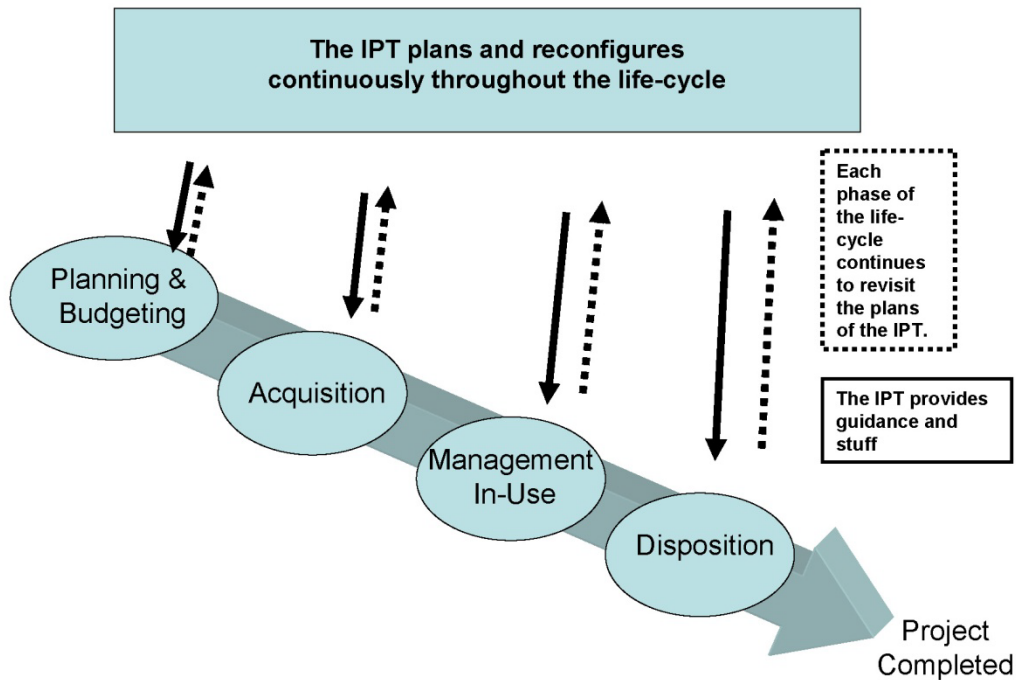 The IPT plans and reconfigures
continuously throughout the life-cycle
Each
phase of
the life-
cycle
continues
to revisit
the plans
of the IPT.
The IPT provides
guidance and
stuff
Planning &
Budgeting
Acquisition
Management
In-Use
Disposition
Project
Completed